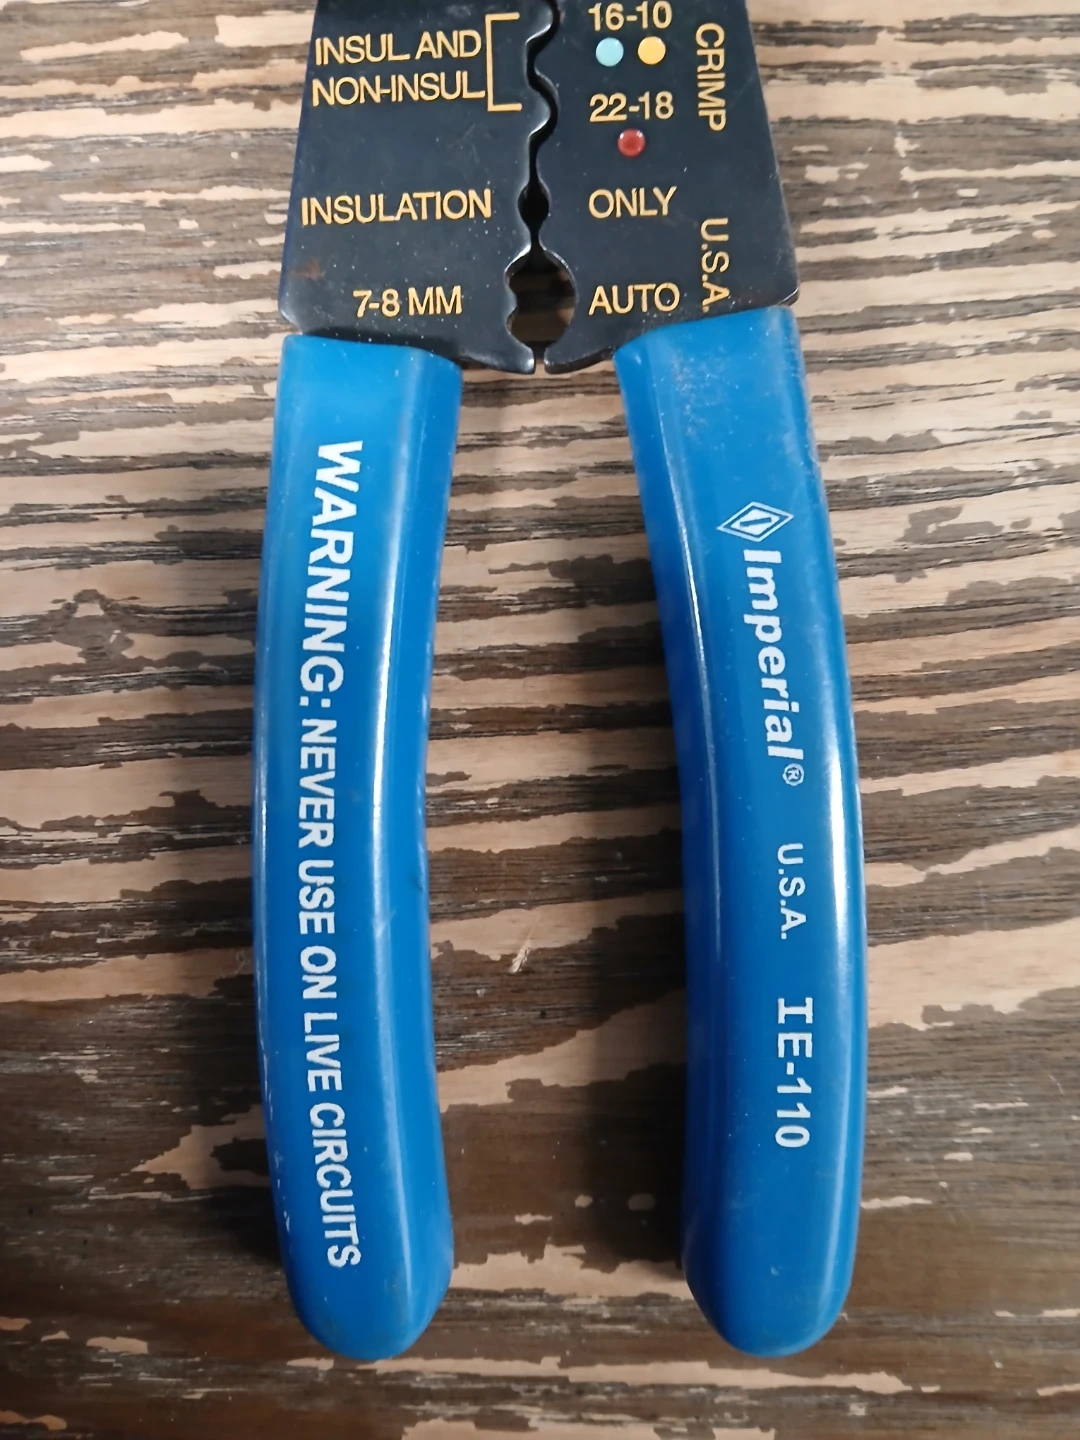 INSUL AND
NON-INSUL
16-10
22-18
CRIMP
INSULATION
ONLY
U.S.A.
7-8 MM
AUTO
WARNING: NEVER USE ON LIVE CIRCUITS
Imperial® U.S.A. IE-110